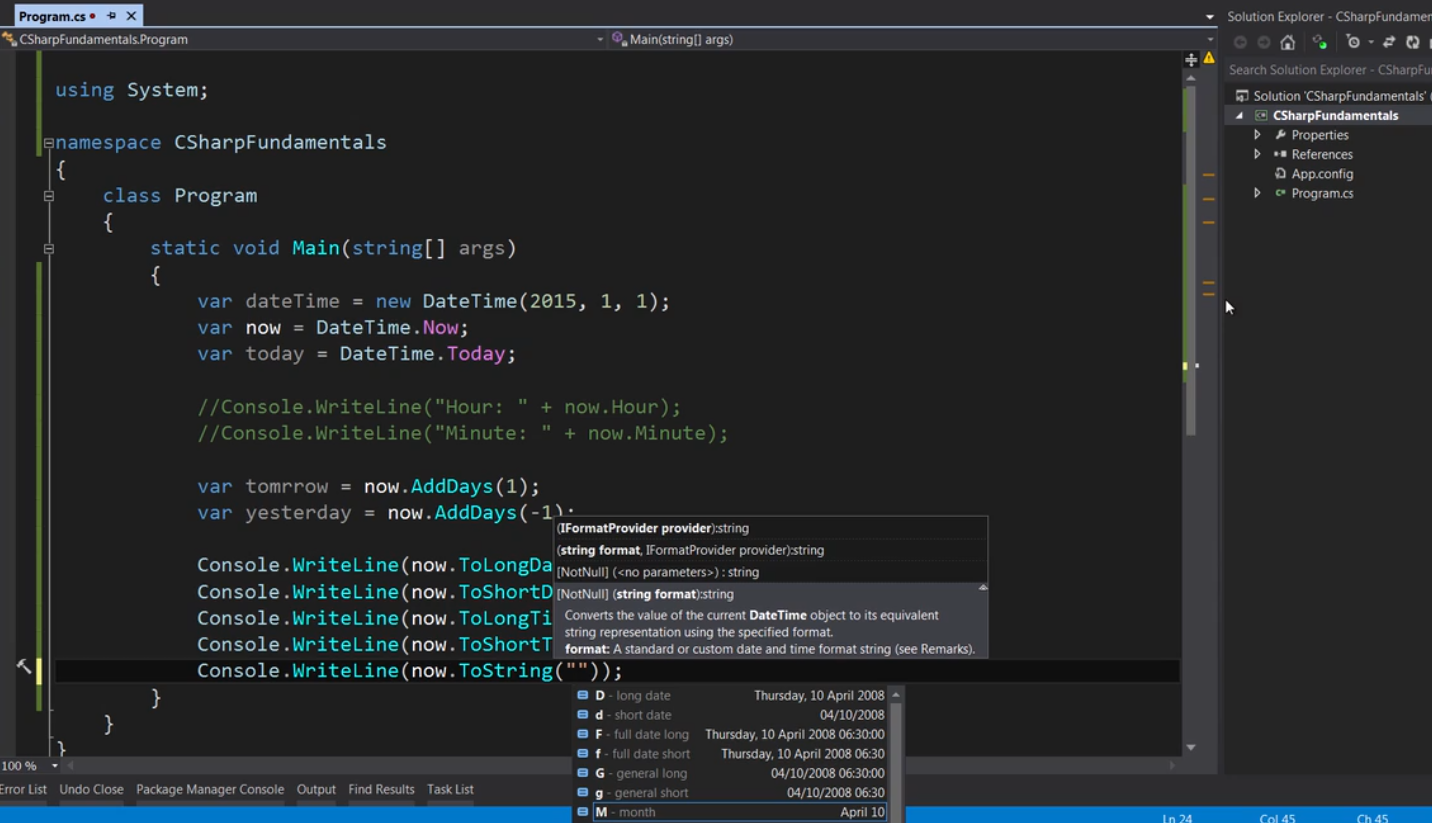 Program.cs
Solution Explorer - CSharpFundamen
CSharpFundamentals.Program
Main(string[] args)
Search Solution Explorer - CSharpFu
using System;
Solution 'CSharpFundamentals' (
CSharpFundamentals
Properties
References
App.config
Program.cs
namespace CSharpFundamentals
{
class Program
{
static void Main(string[] args)
{
var dateTime = new DateTime(2015, 1, 1);
var now = DateTime.Now;
var today = DateTime.Today;
//Console.WriteLine("Hour: " + now.Hour);
//Console.WriteLine("Minute: " + now.Minute);
var tomrrow = now.AddDays(1);
var yesterday = now.AddDays(-1);
(IFormatProvider provider):string
(string format, IFormatProvider provider):string
[NotNull] (<no parameters>) : string
[NotNull] (string format):string
Converts the value of the current DateTime object to its equivalent
string representation using the specified format.
format: A standard or custom date and time format string (see Remarks).
Console.WriteLine(now.ToLongDa
Console.WriteLine(now.ToShortD
Console.WriteLine(now.ToLongTi
Console.WriteLine(now.ToShortT
Console.WriteLine(now.ToString(""));
}
}
}
D - long date Thursday, 10 April 2008
d - short date 04/10/2008
F - full date long Thursday, 10 April 2008 06:30:00
f - full date short Thursday, 10 April 2008 06:30
G - general long 04/10/2008 06:30:00
g - general short 04/10/2008 06:30
M - month April 10
100 %
Error List Undo Close Package Manager Console Output Find Results Task List
Ln 24 Col 45 Ch 45